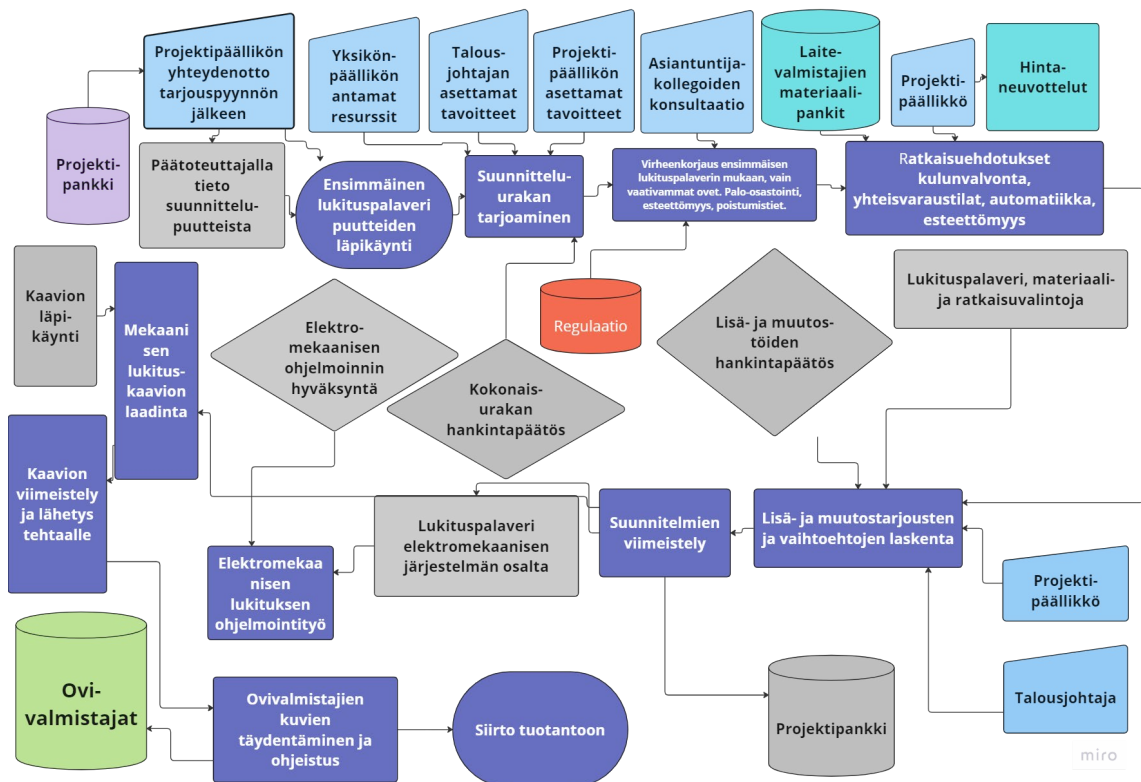 Projektipäällikön
yhteydenotto
tarjouspyynnön
jälkeen
Yksikön-
päällikön
antamat
resurssit
Talous-
johtajan
asettamat
tavoitteet
Projekti-
päällikön
asettamat
tavoitteet
Asiantuntija-
kollegoiden
konsultaatio
Laite-
valmistajien
materiaali-
pankit
Projekti-
päällikkö
Hinta-
neuvottelut
Projekti-
pankki
Päätoteuttajalla
tieto
suunnittelu-
puutteista
Ensimmäinen
lukituspalaveri
puutteiden
läpikäynti
Suunnittelu-
urakan
tarjoaminen
Virheenkorjaus ensimmäisen
lukituspalaverin mukaan, vain
vaativammat ovet. Palo-osastointi,
esteettömyys, poistumistiet.
Ratkaisuehdotukset
kulunvalvonta,
yhteisvaraustilat, automatiikka,
esteettömyys
Kaavion
läpi-
käynti
Mekaani
sen
lukitus-
kaavion
laadinta
Elektro-
mekaanisen
ohjelmoinnin
hyväksyntä
Kokonais-
urakan
hankintapäätös
Regulaatio
Lisä- ja muutos-
töiden
hankintapäätös
Lukituspalaveri, materiaali-
ja ratkaisuvalintoja
Kaavion
viimeistely
ja lähetys
tehtaalle
Elektromekaa
nisen
lukituksen
ohjelmointityö
Lukituspalaveri
elektromekaanisen
järjestelmän osalta
Suunnitelmien
viimeistely
Lisä- ja muutostarjousten
ja vaihtoehtojen laskenta
Projekti-
päällikkö
Talousjohtaja
Ovi-
valmistajat
Ovivalmistajien
kuvien
täydentäminen ja
ohjeistus
Siirto tuotantoon
Projektipankki
miro